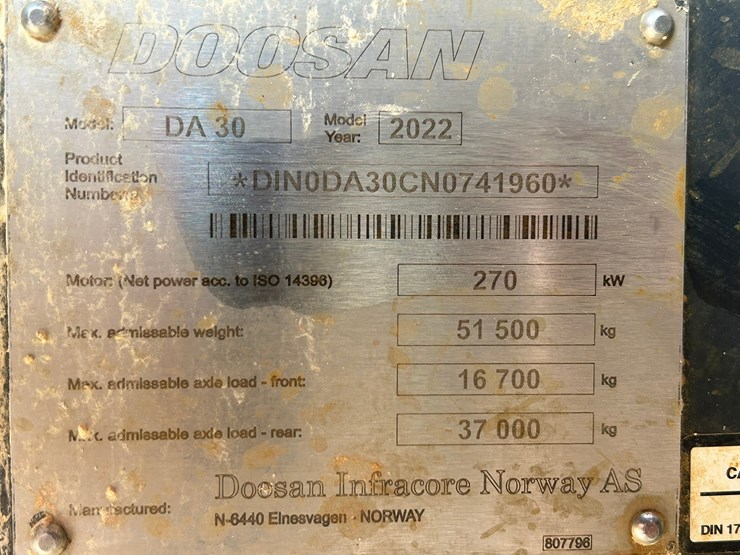 DOOSAN
Model: DA 30 Model Year: 2022
Product Identification Number: *DIN0DA30CN0741960*
Motor: (Net power acc. to ISO 14396) 270 kW
Max. admissable weight: 51 500 kg
Max. admissable axle load - front: 16 700 kg
Max. admissable axle load - rear: 37 000 kg
Doosan Infracore Norway AS
Manufactured: N-6440 Elnesvagen - NORWAY
807796
DIN 17